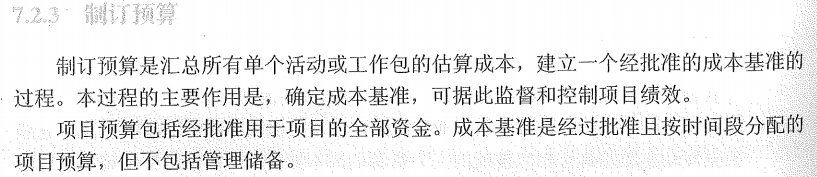 7.2.3 制订预算
制订预算是汇总所有单个活动或工作包的估算成本，建立一个经批准的成本基准的
过程。本过程的主要作用是，确定成本基准，可据此监督和控制项目绩效。
项目预算包括经批准用于项目的全部资金。成本基准是经过批准且按时间段分配的
项目预算，但不包括管理储备。